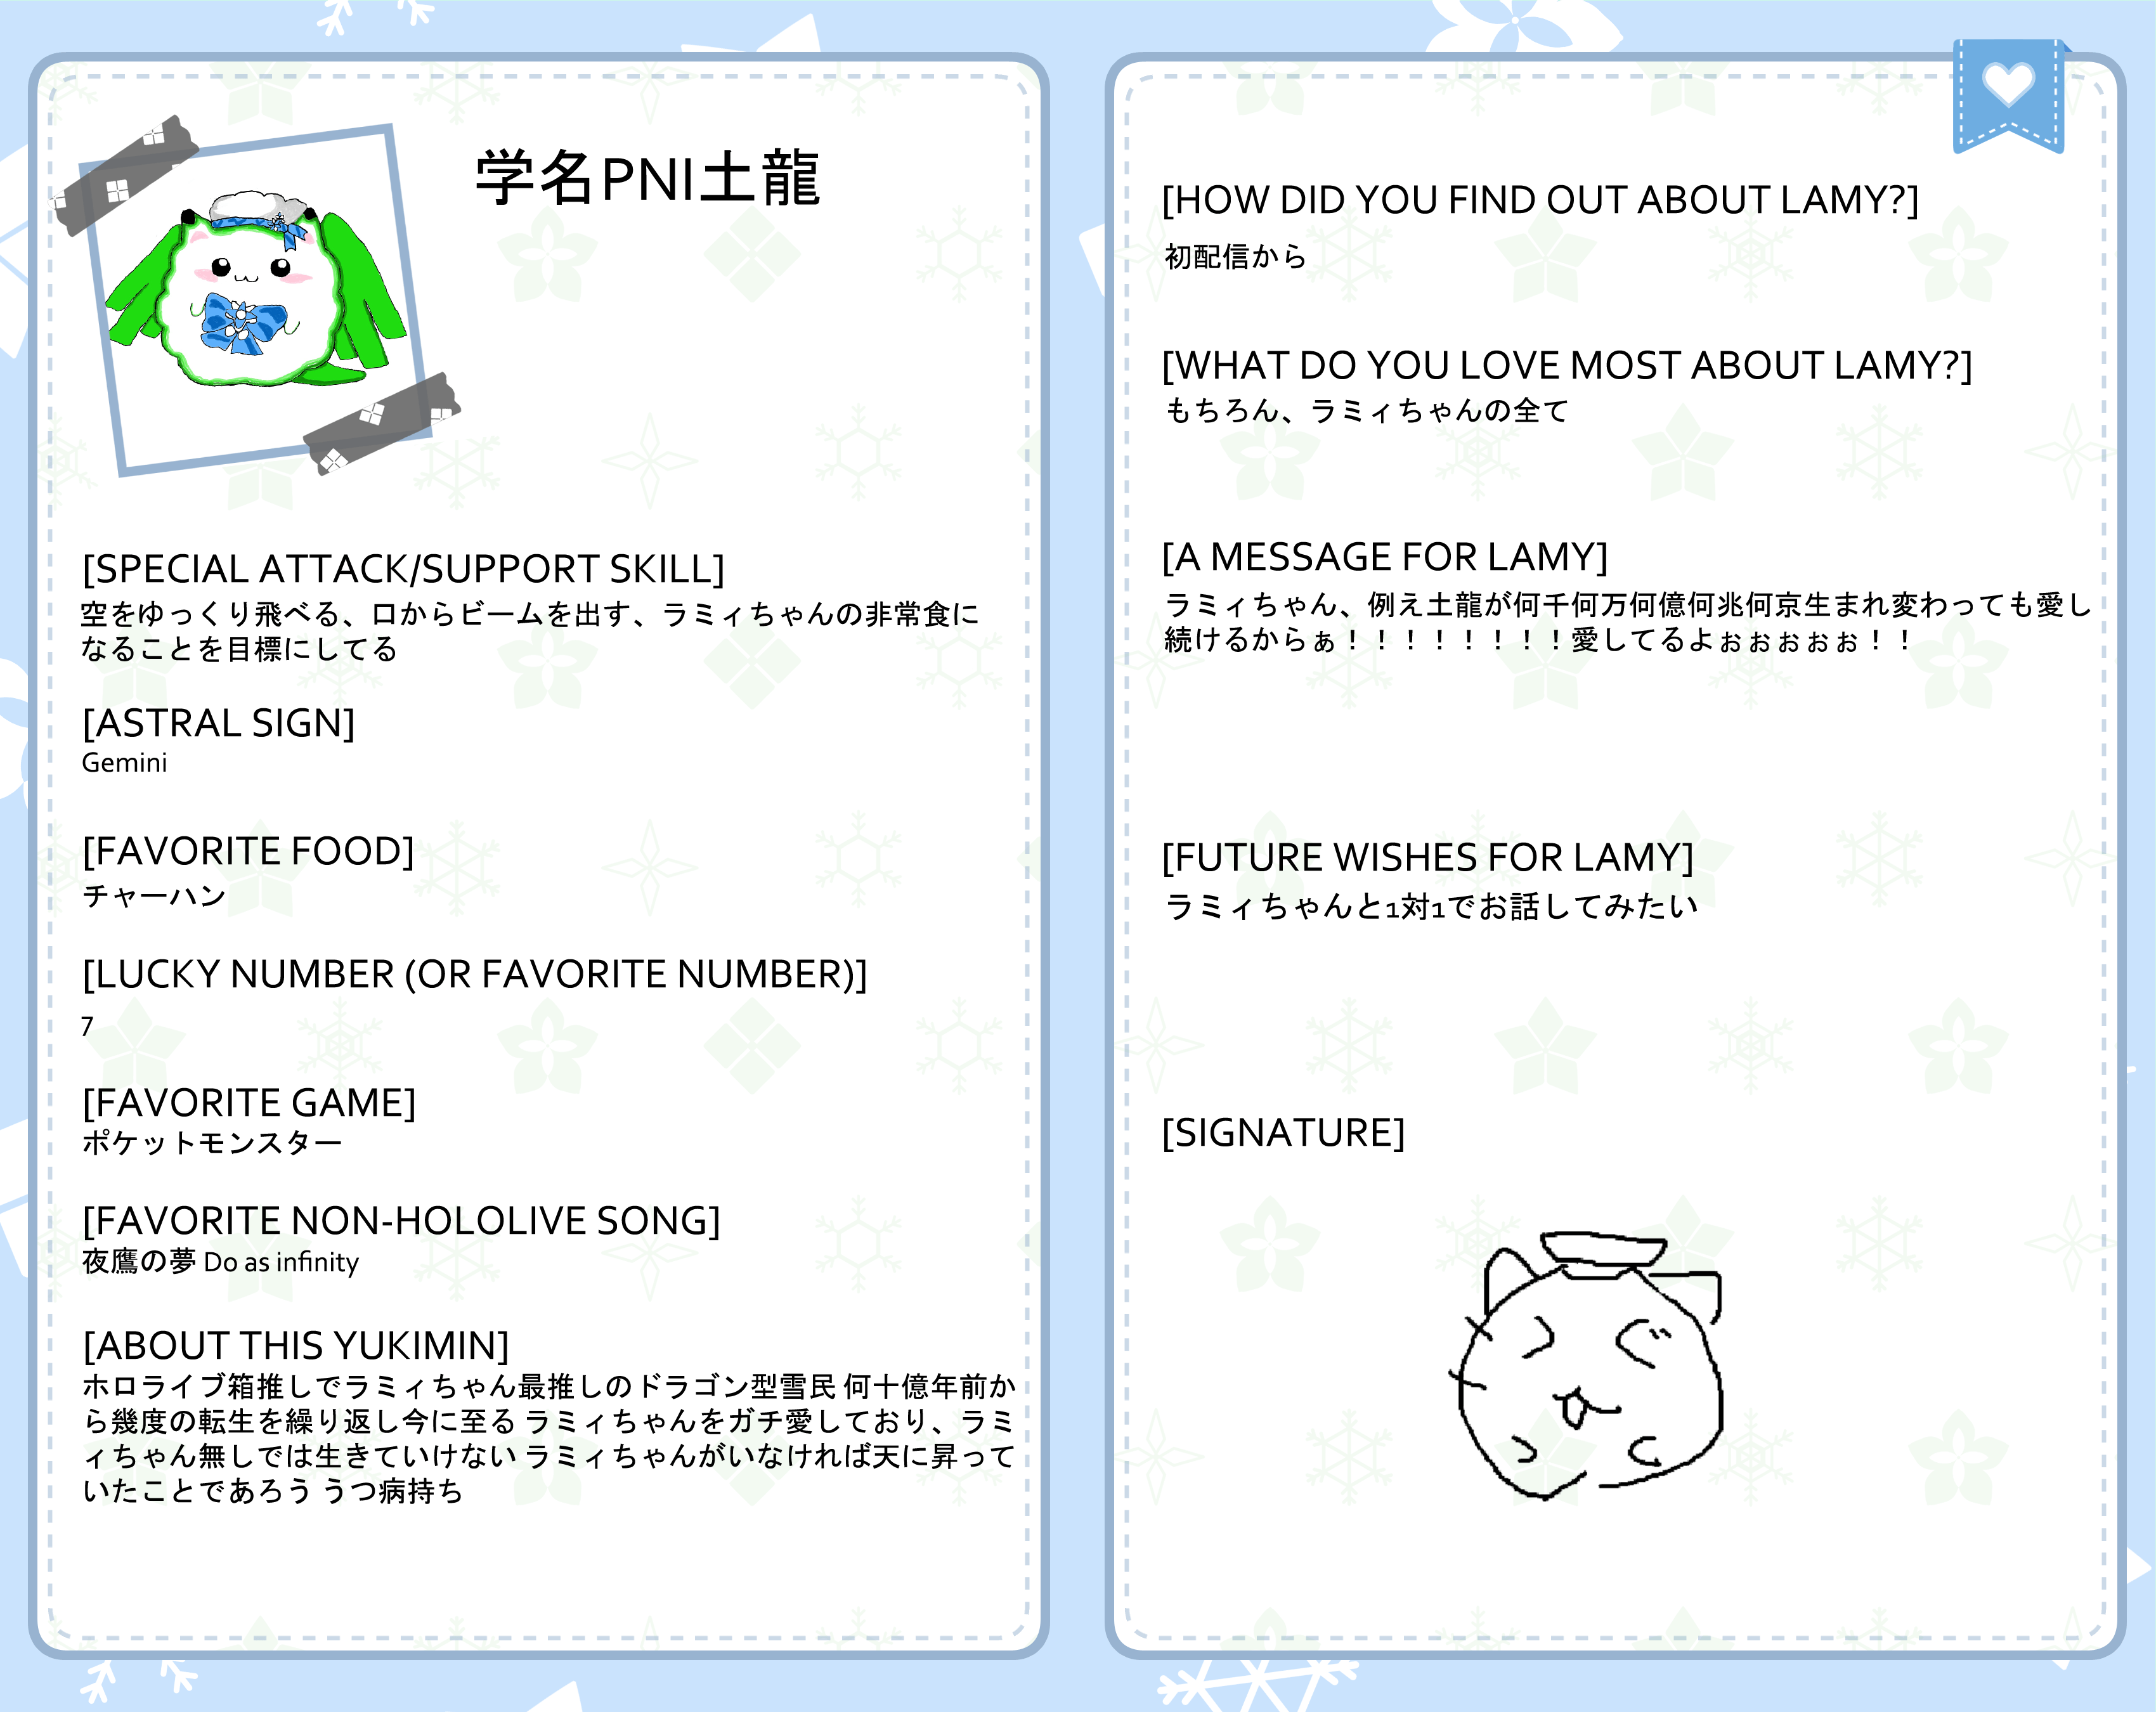 学名PNI土龍
[SPECIAL ATTACK/SUPPORT SKILL]
空をゆっくり飛べる、口からビームを出す、ラミィちゃんの非常食に
なることを目標にしてる
[ASTRAL SIGN]
Gemini
[FAVORITE FOOD]
チャーハン
[LUCKY NUMBER (OR FAVORITE NUMBER)]
7
[FAVORITE GAME]
ポケットモンスター
[FAVORITE NON-HOLOLIVE SONG]
夜鷹の夢 Do as infinity
[ABOUT THIS YUKIMIN]
ホロライブ箱推しでラミィちゃん最推しのドラゴン型雪民 何十億年前か
ら幾度の転生を繰り返し今に至る ラミィちゃんをガチ愛しており、ラミ
ィちゃん無しでは生きていけない ラミィちゃんがいなければ天に昇って
いたことであろう うつ病持ち
[HOW DID YOU FIND OUT ABOUT LAMY?]
初配信から
[WHAT DO YOU LOVE MOST ABOUT LAMY?]
もちろん、ラミィちゃんの全て
[A MESSAGE FOR LAMY]
ラミィちゃん、例え土龍が何千何万何億何兆何京生まれ変わっても愛し
続けるからぁ！！！！！！！！愛してるよぉぉぉぉぉ！！
[FUTURE WISHES FOR LAMY]
ラミィちゃんと1対1でお話してみたい
[SIGNATURE]